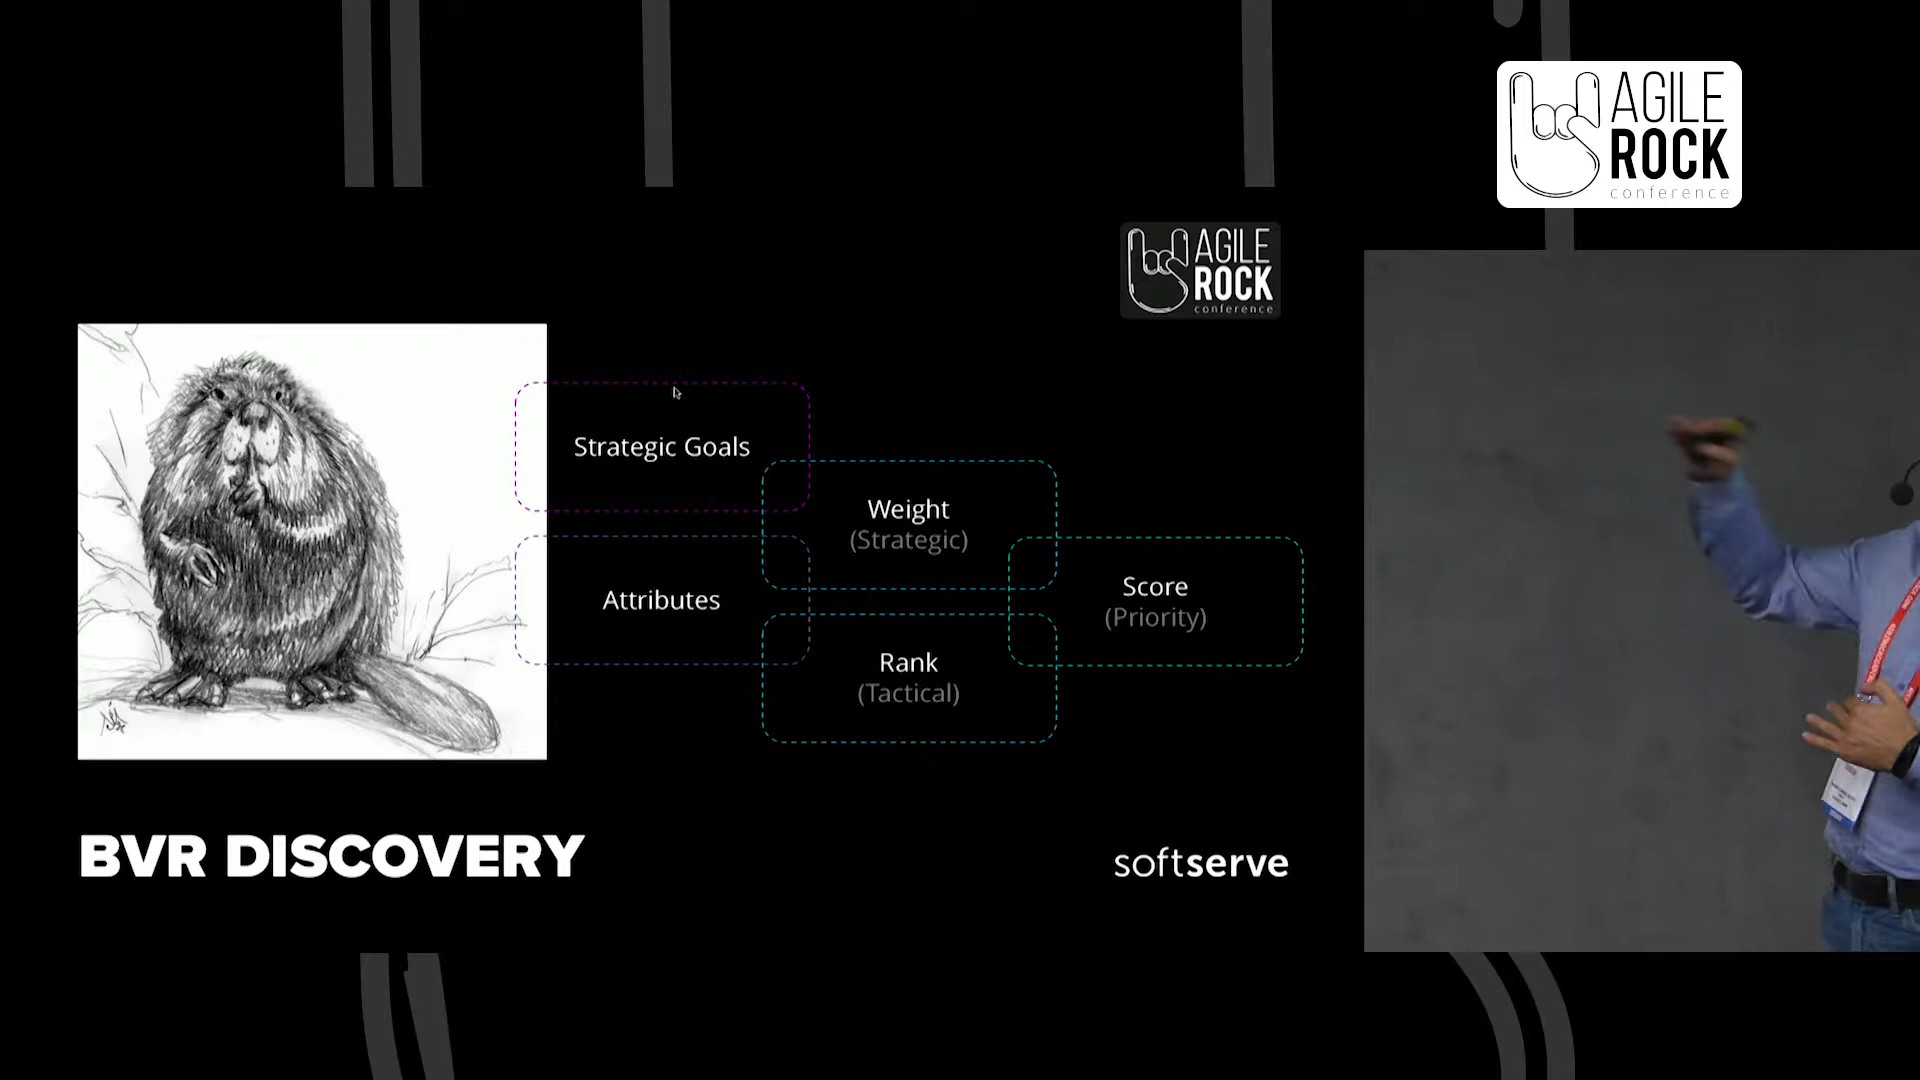 AGILE
ROCK
conference
AGILE
ROCK
conference
Strategic Goals
Weight
(Strategic)
Attributes
Score
(Priority)
Rank
(Tactical)
BVR DISCOVERY
softserve